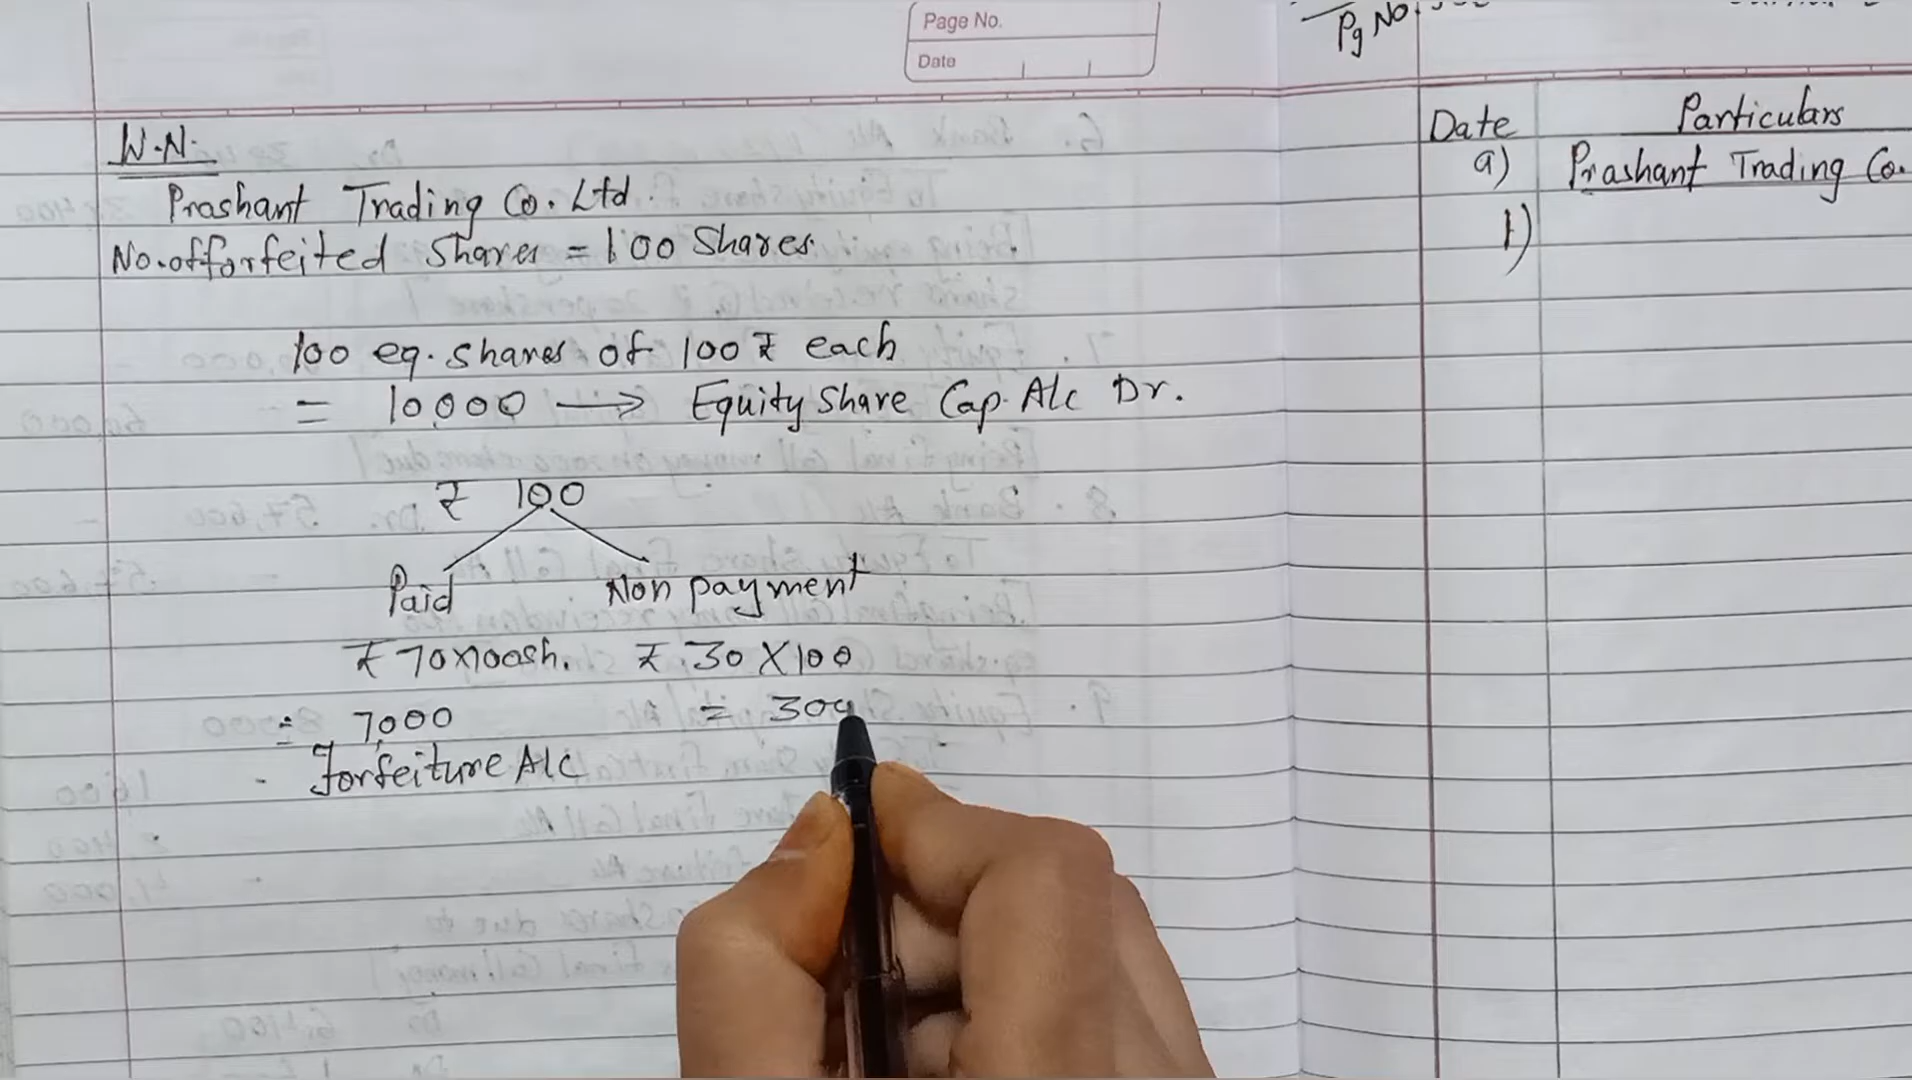 Page No.
Date
Pg No.
W.N.
Prashant Trading Co. Ltd.
No. of forfeited Shares = 100 Shares.
100 eq. shares of 100 ₹ each
= 10,000 → Equity Share Cap. A/c Dr.
₹ 100
Paid Non payment
₹ 70×100sh. ₹ 30 × 100
= 7,000 = 300
Forfeiture A/c
Date Particulars
a) Prashant Trading Co.
1)